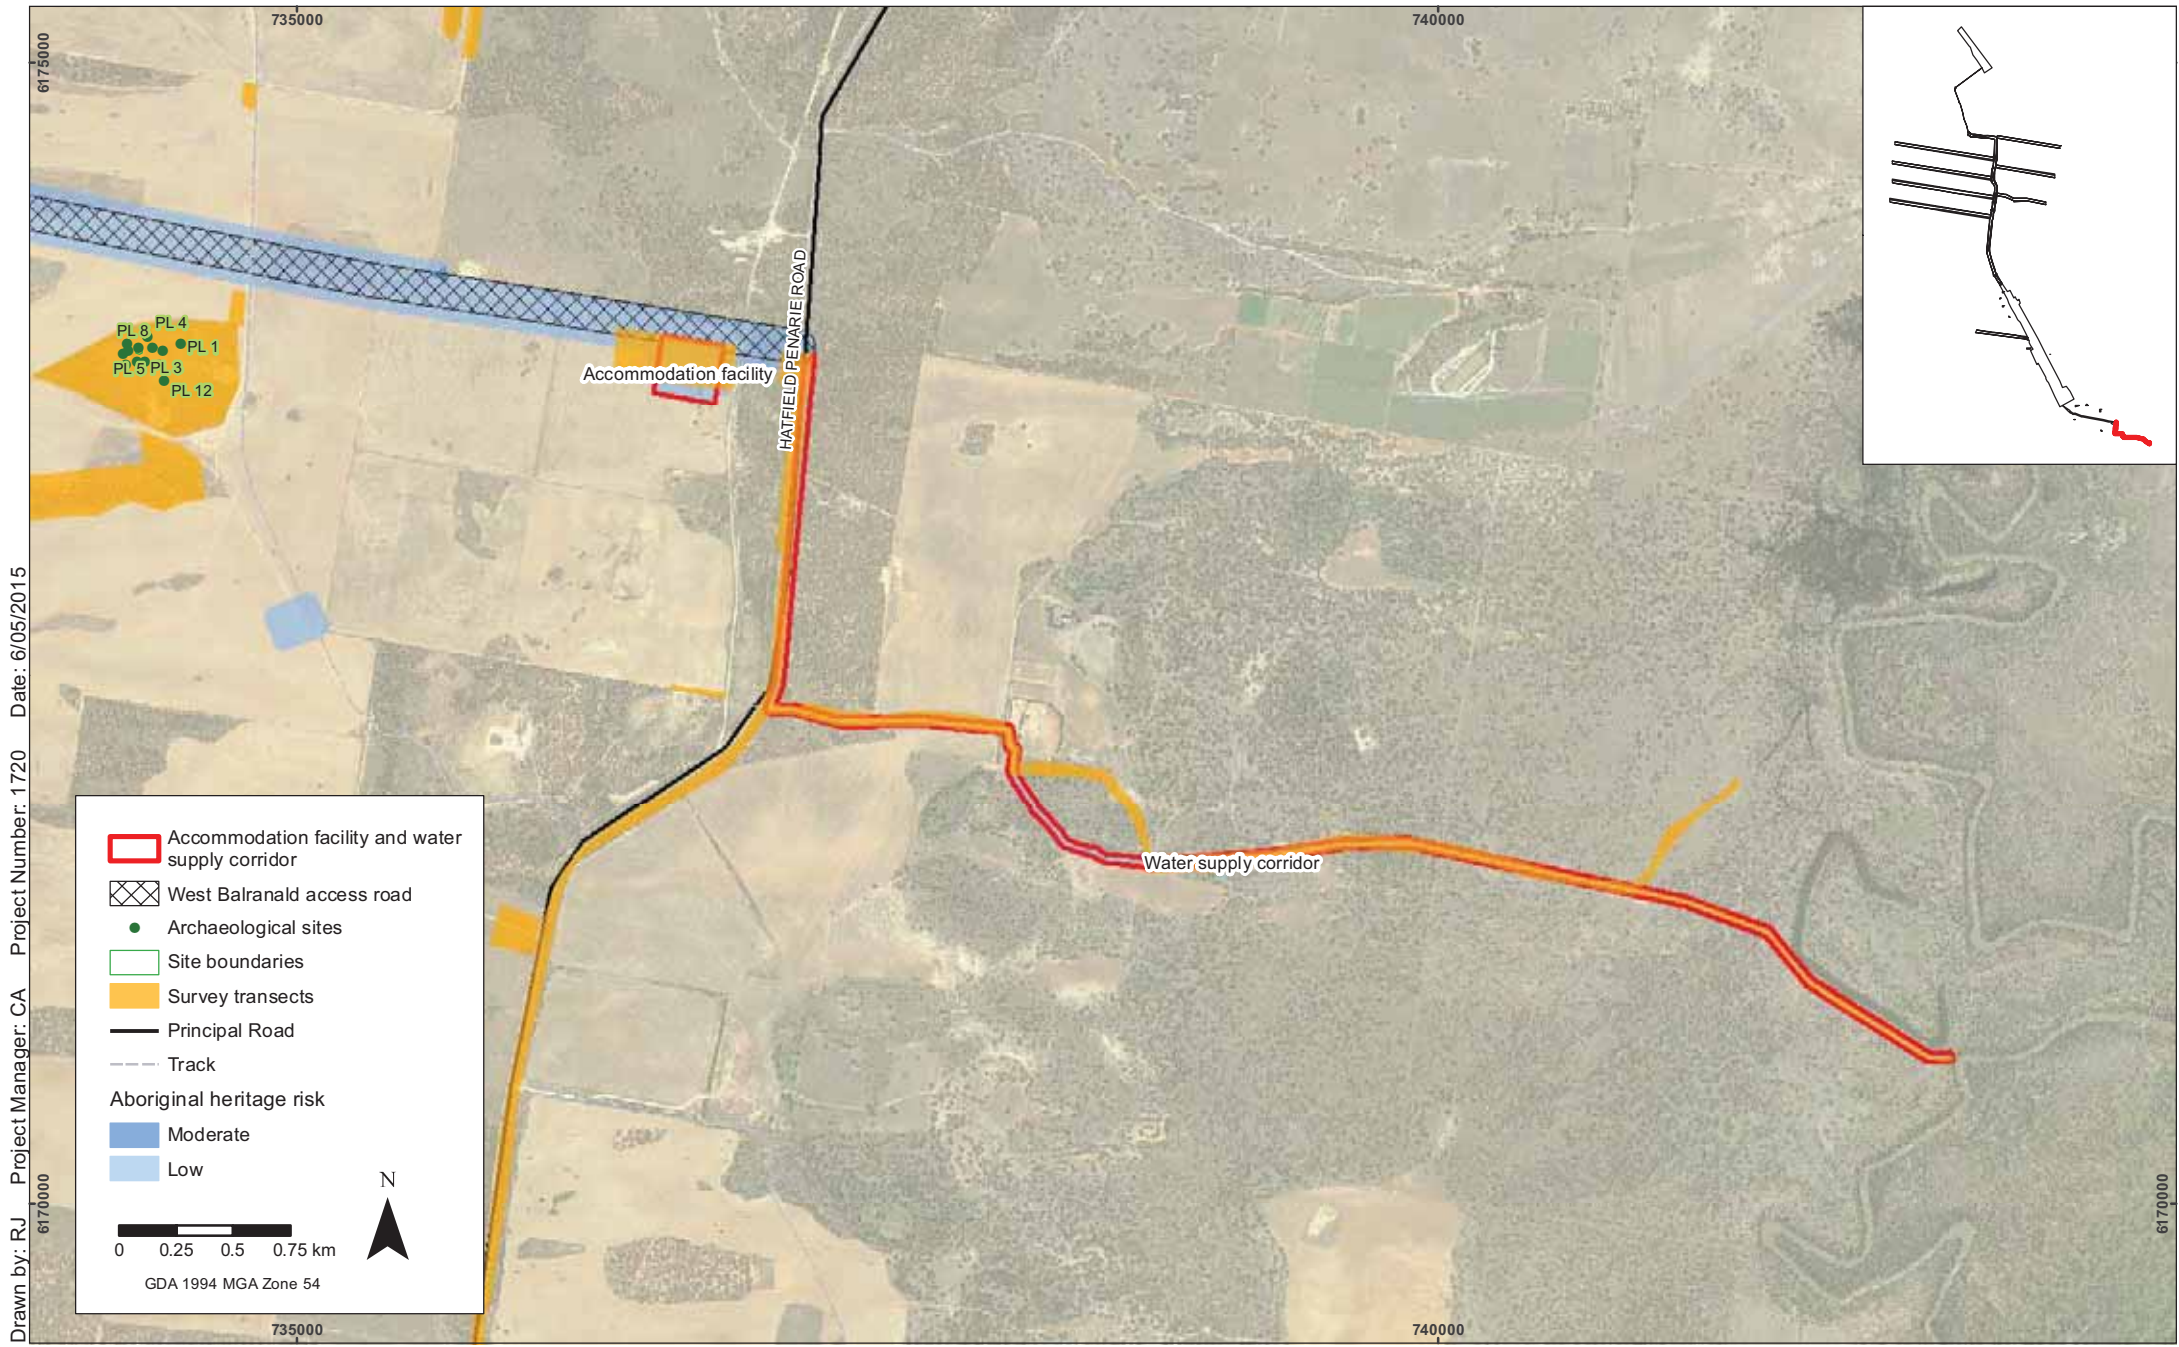 735000
740000
6175000
HATFIELD PENARIE ROAD
PL 8
PL 4
PL 1
PL 5
PL 3
PL 12
Accommodation facility
Water supply corridor
Accommodation facility and water
supply corridor
West Balranald access road
Archaeological sites
Site boundaries
Survey transects
Principal Road
Track
Aboriginal heritage risk
Moderate
Low
N
0 0.25 0.5 0.75 km
GDA 1994 MGA Zone 54
6170000
6170000
735000
740000
Drawn by: RJ Project Manager: CA Project Number: 1720 Date: 6/05/2015